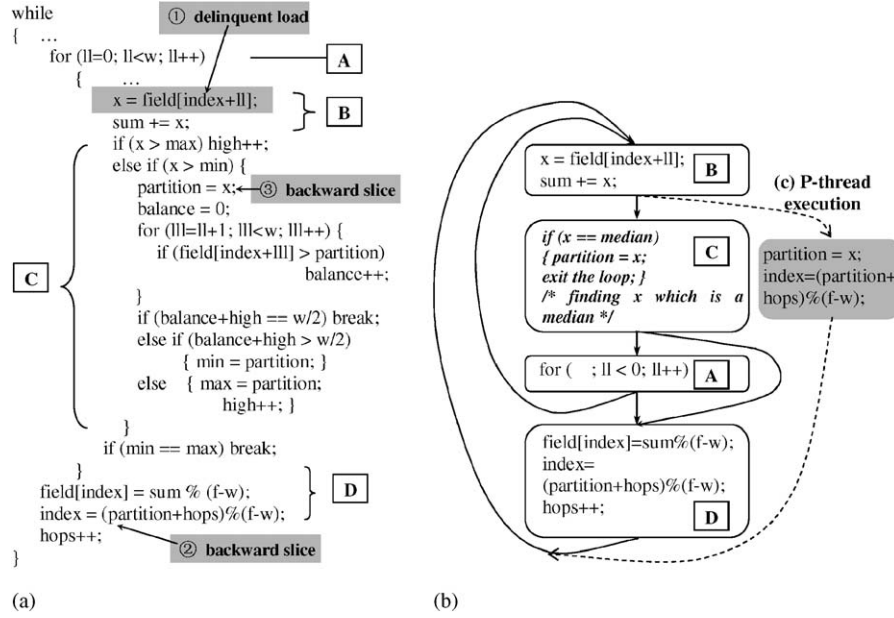 while
① delinquent load
{ ...
for (ll=0; ll<w; ll++)
A
{ ...
x = field[index+ll];
B
sum += x;
if (x > max) high++;
else if (x > min) {
partition = x;
③ backward slice
balance = 0;
for (lll=ll+1; lll<w; lll++) {
if (field[index+lll] > partition)
balance++;
C
}
if (balance+high == w/2) break;
else if (balance+high > w/2)
{ min = partition; }
else { max = partition;
high++; }
}
if (min == max) break;
}
field[index] = sum % (f-w);
D
index = (partition+hops)%(f-w);
hops++;
② backward slice
{
(a)
x = field[index+ll];
sum += x;
B
(c) P-thread
execution
if (x == median)
{ partition = x;
exit the loop; }
/* finding x which is a
median */
C
partition = x;
index=(partition+
hops)%(f-w);
for ( ; ll < 0; ll++)
A
field[index]=sum%(f-w);
index=
(partition+hops)%(f-w);
hops++;
D
(b)